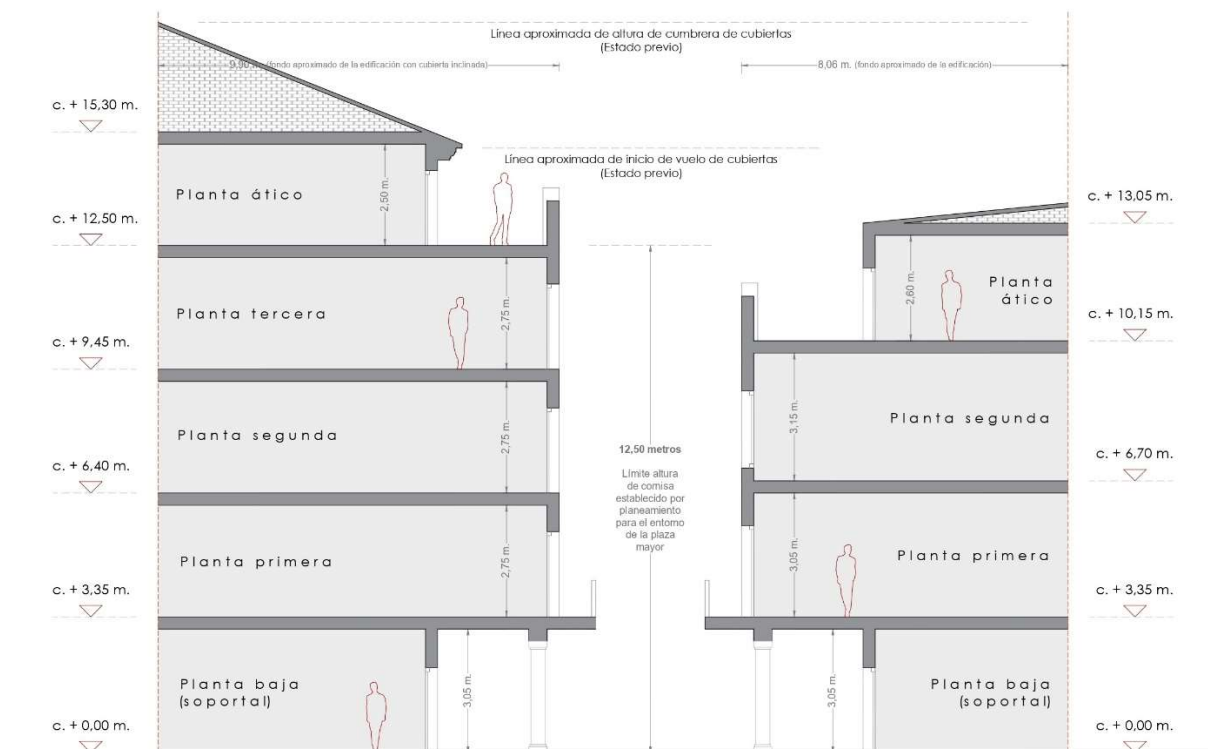 Línea aproximada de altura de cumbrera de cubiertas
(Estado previo)
9,90 m. (fondo aproximado de la edificación con cubierta inclinada)
8,06 m. (fondo aproximado de la edificación)
c. + 15,30 m.
Línea aproximada de inicio de vuelo de cubiertas
(Estado previo)
Planta ático
2,50 m.
c. + 12,50 m.
c. + 13,05 m.
Planta
ático
2,60 m.
Planta tercera
2,75 m.
c. + 9,45 m.
c. + 10,15 m.
Planta segunda
2,75 m.
3,15 m.
Planta segunda
12,50 metros
Límite altura
de cornisa
establecido por
planeamiento
para el entorno
de la plaza
mayor
c. + 6,40 m.
c. + 6,70 m.
Planta primera
2,75 m.
3,05 m.
Planta primera
c. + 3,35 m.
c. + 3,35 m.
Planta baja
(soportal)
3,05 m.
3,05 m.
Planta baja
(soportal)
c. + 0,00 m.
c. + 0,00 m.